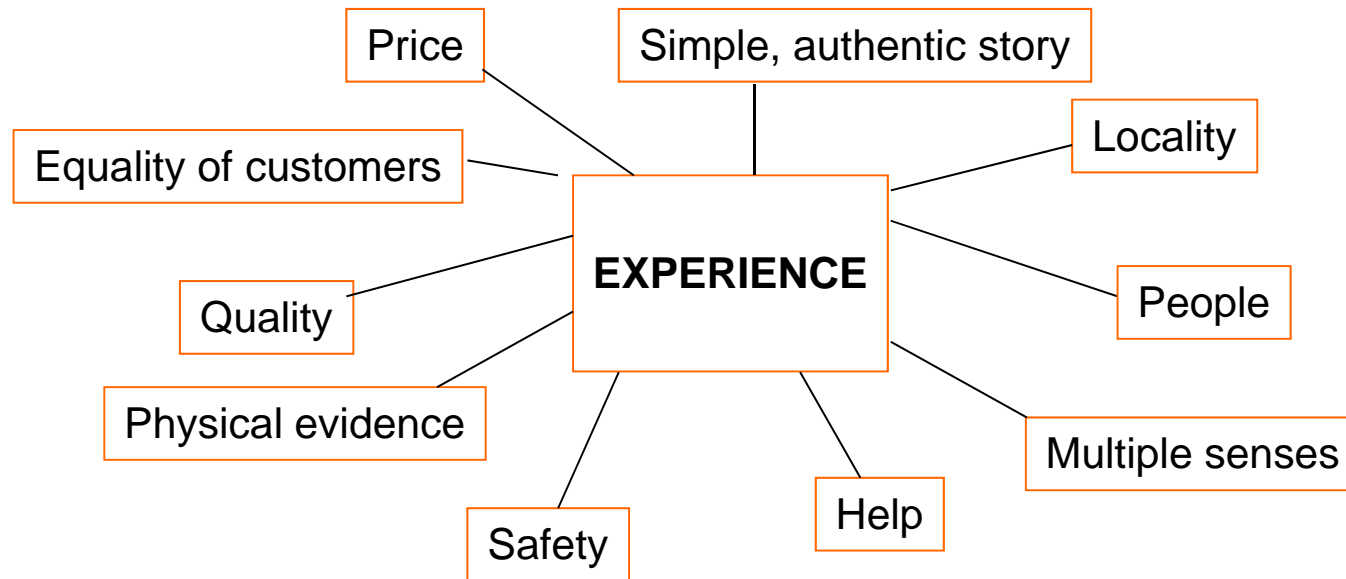 Price
Simple, authentic story
Locality
Equality of customers
EXPERIENCE
People
Quality
Physical evidence
Multiple senses
Help
Safety